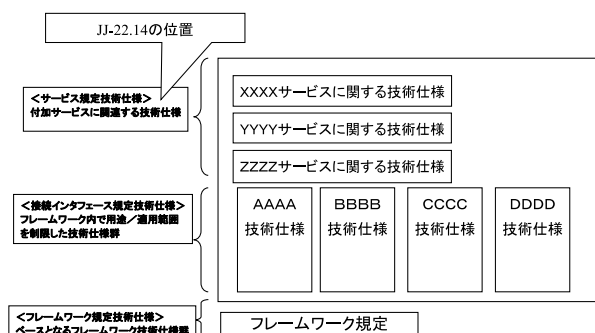 JJ-22.14の位置
＜サービス規定技術仕様＞
付加サービスに関連する技術仕様
XXXXサービスに関する技術仕様
YYYYサービスに関する技術仕様
ZZZZサービスに関する技術仕様
＜接続インタフェース規定技術仕様＞
フレームワーク内で用途／適用範囲
を制限した技術仕様群
AAAA
技術仕様
BBBB
技術仕様
CCCC
技術仕様
DDDD
技術仕様
＜フレームワーク規定技術仕様＞
ベースとなるフレームワーク技術仕様群
フレームワーク規定